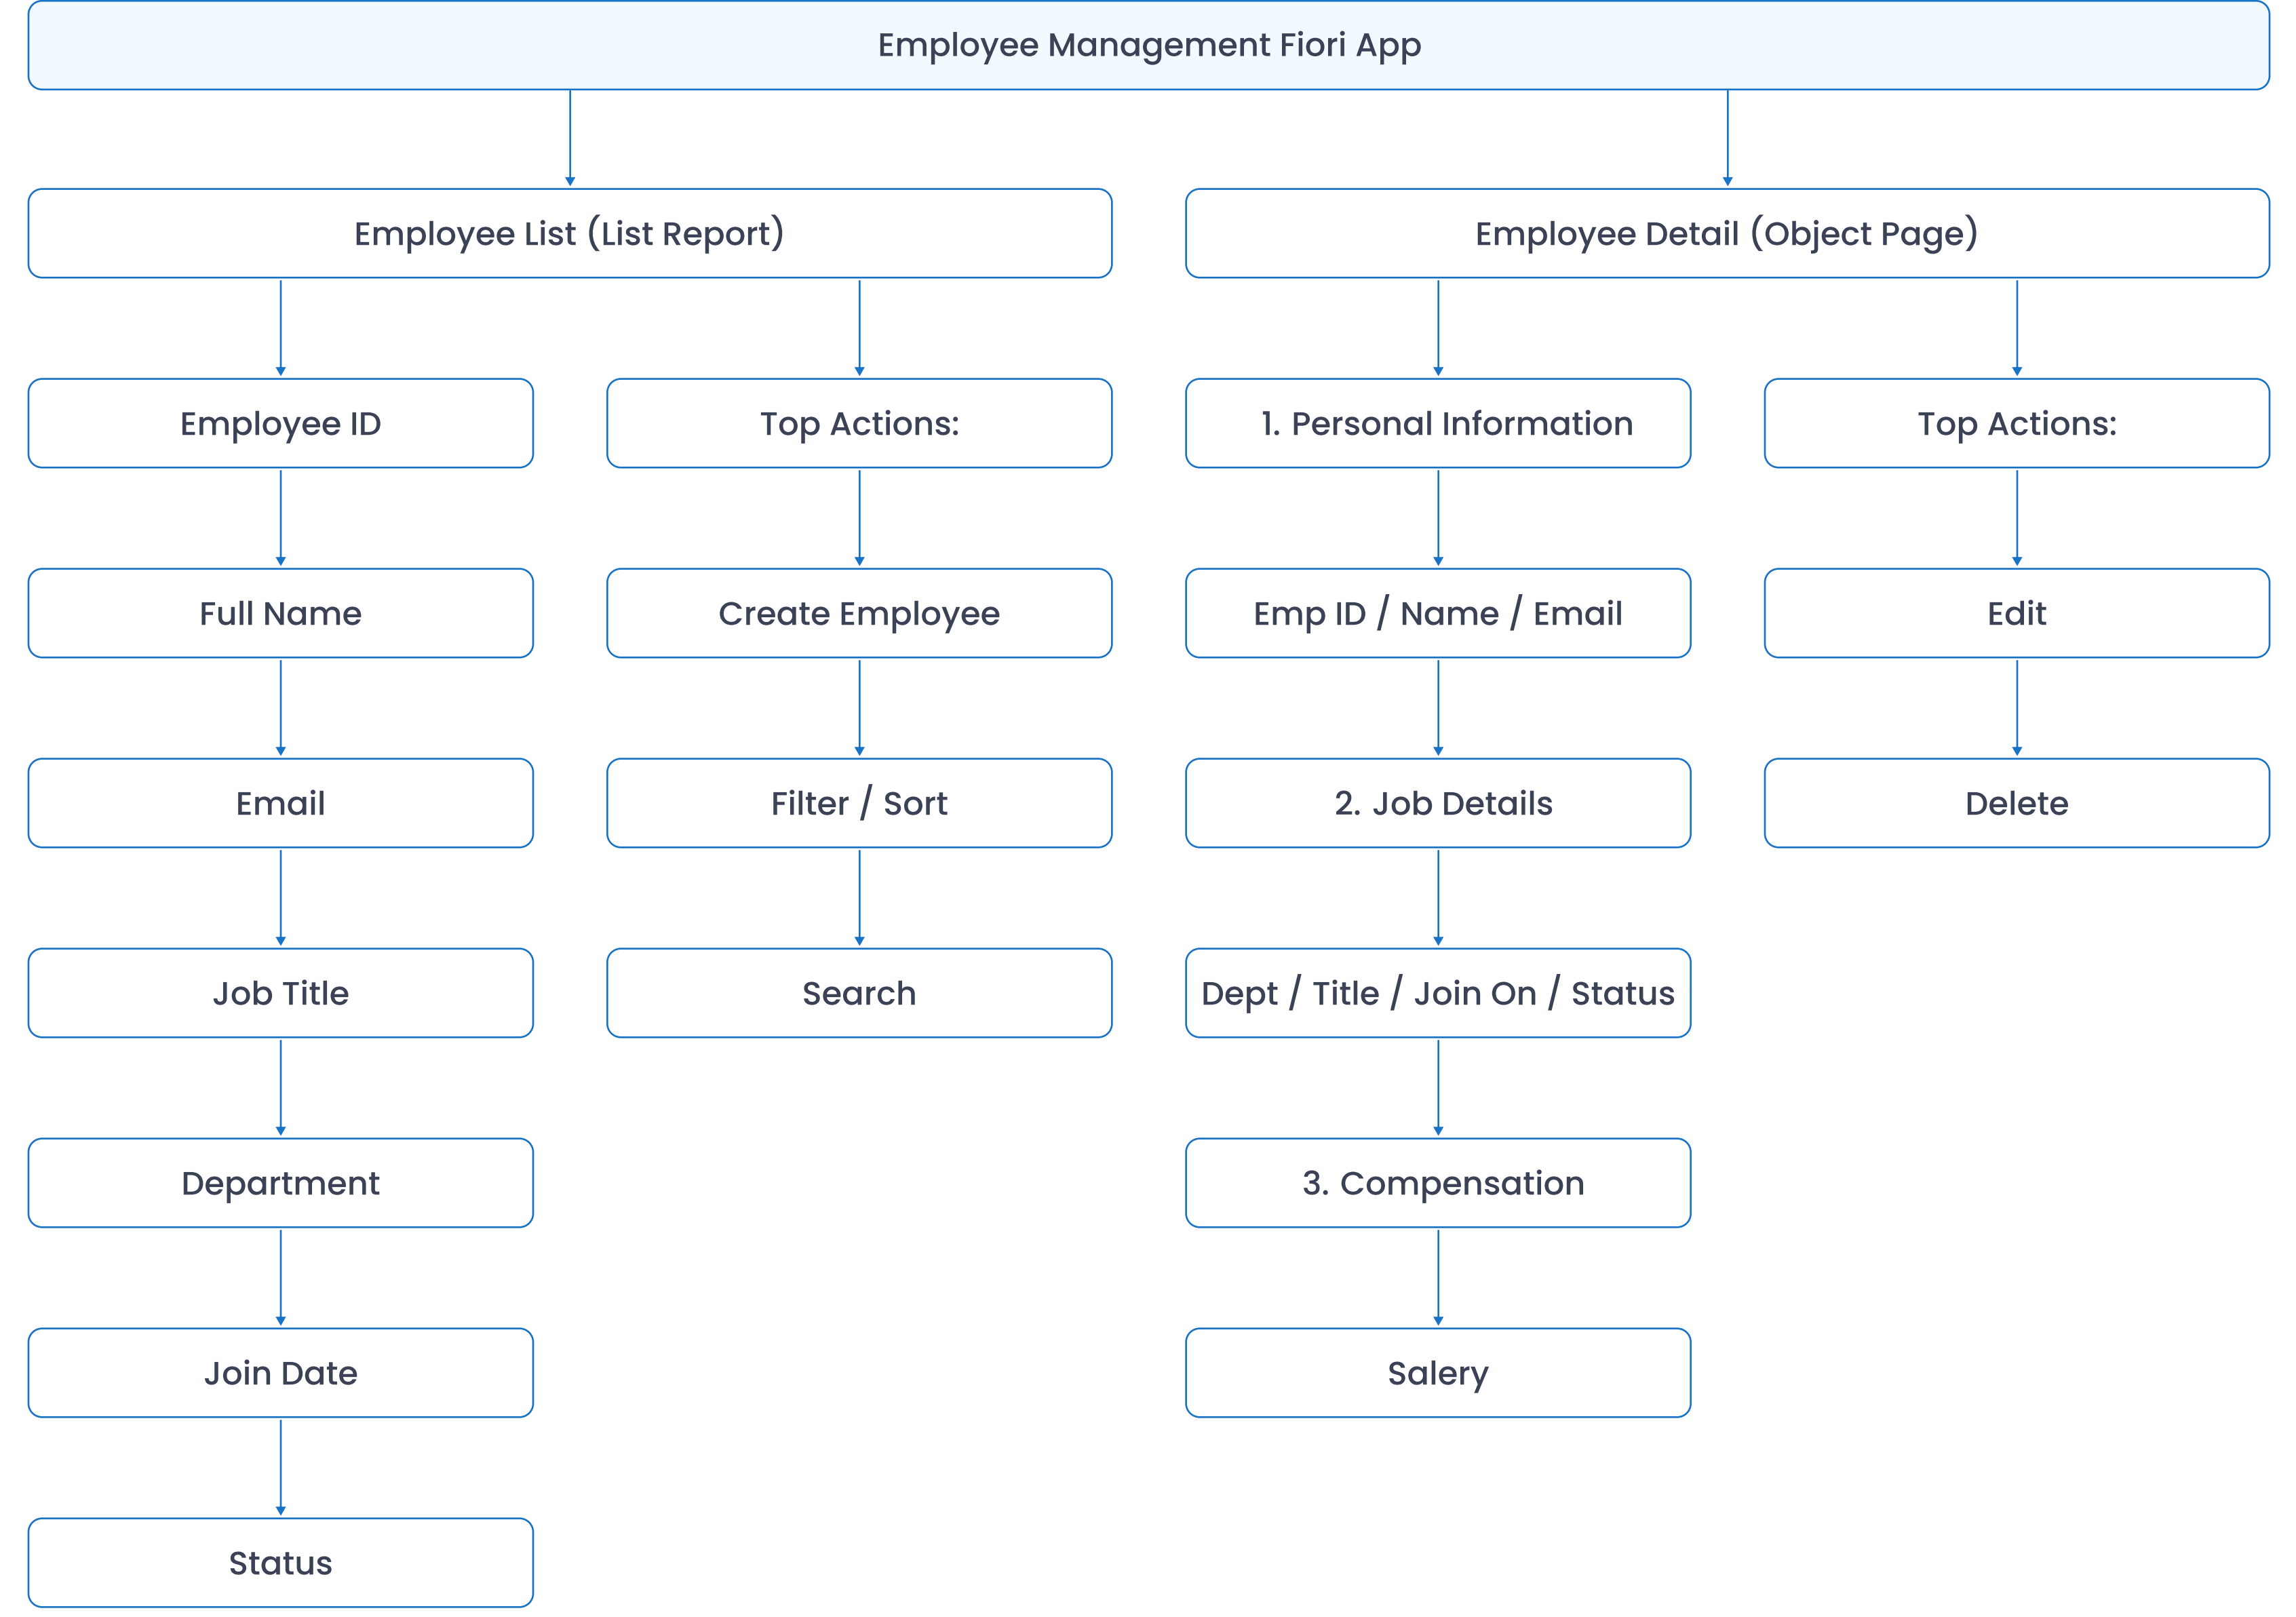 Employee Management Fiori App
Employee List (List Report)
Employee Detail (Object Page)
Employee ID
Top Actions:
1. Personal Information
Top Actions:
Full Name
Create Employee
Emp ID / Name / Email
Edit
Email
Filter / Sort
2. Job Details
Delete
Job Title
Search
Dept / Title / Join On / Status
Department
3. Compensation
Join Date
Salery
Status